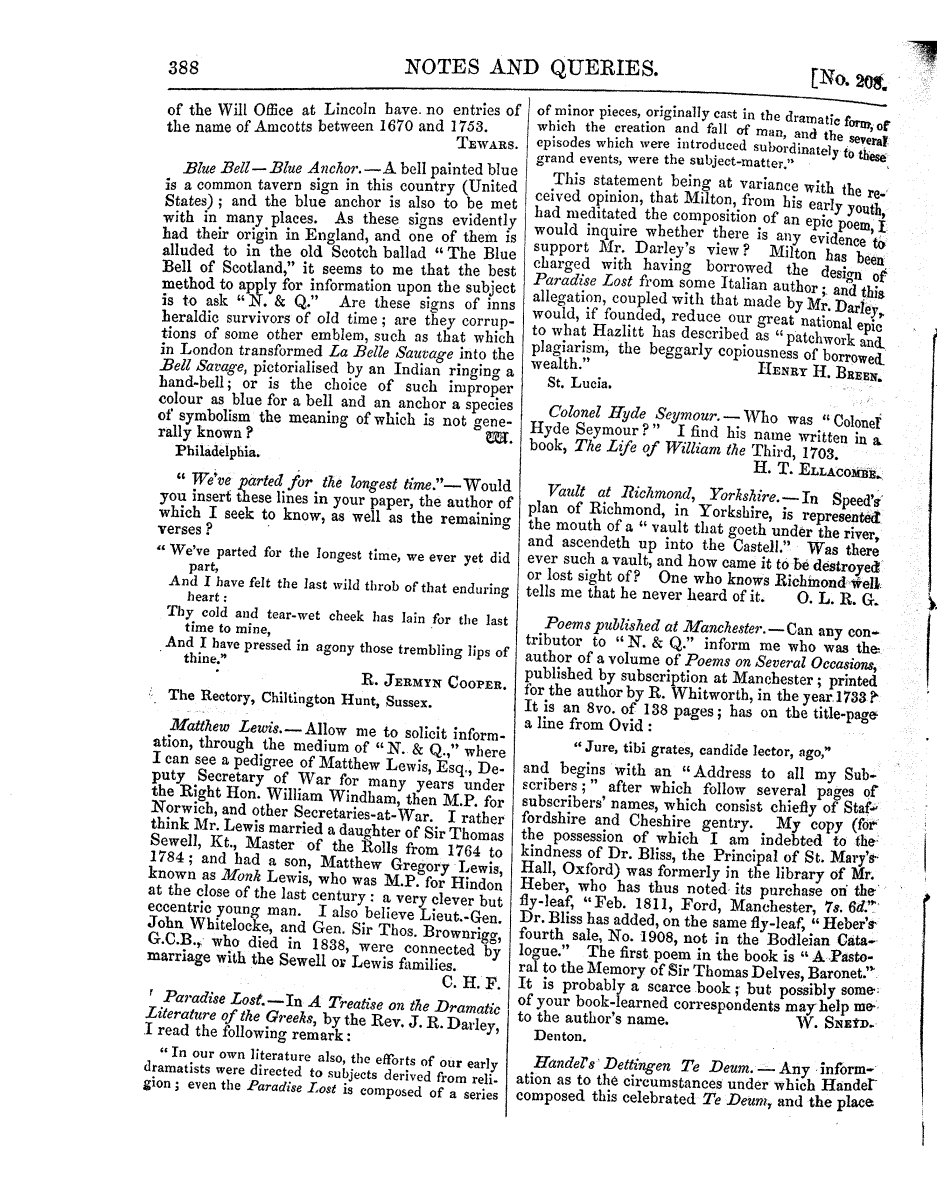 388 NOTES AND QUERIES. [No. 208.
of the Will Office at Lincoln have. no entries of
the name of Amcotts between 1670 and 1753.
TEWARS.
Blue Bell—Blue Anchor.—A bell painted blue
is a common tavern sign in this country (United
States); and the blue anchor is also to be met
with in many places. As these signs evidently
had their origin in England, and one of them is
alluded to in the old Scotch ballad "The Blue
Bell of Scotland," it seems to me that the best
method to apply for information upon the subject
is to ask "N. & Q." Are these signs of inns
heraldic survivors of old time; are they corrup-
tions of some other emblem, such as that which
in London transformed La Belle Sauvage into the
Bell Savage, pictorialised by an Indian ringing a
hand-bell; or is the choice of such improper
colour as blue for a bell and an anchor a species
of symbolism the meaning of which is not gene-
rally known?
Philadelphia.
"We've parted for the longest time."—Would
you insert these lines in your paper, the author of
which I seek to know, as well as the remaining
verses?
"We've parted for the longest time, we ever yet did
part,
And I have felt the last wild throb of that enduring
heart:
Thy cold and tear-wet cheek has lain for the last
time to mine,
And I have pressed in agony those trembling lips of
thine."
R. JERMYN COOPER.
The Rectory, Chiltington Hunt, Sussex.
Matthew Lewis.—Allow me to solicit inform-
ation, through the medium of "N. & Q.," where
I can see a pedigree of Matthew Lewis, Esq., De-
puty Secretary of War for many years under
the Right Hon. William Windham, then M.P. for
Norwich, and other Secretaries-at-War. I rather
think Mr. Lewis married a daughter of Sir Thomas
Sewell, Kt., Master of the Rolls from 1764 to
1784; and had a son, Matthew Gregory Lewis,
known as Monk Lewis, who was M.P. for Hindon
at the close of the last century: a very clever but
eccentric young man. I also believe Lieut.-Gen.
John Whitelocke, and Gen. Sir Thos. Brownrigg,
G.C.B., who died in 1838, were connected by
marriage with the Sewell or Lewis families.
C. H. F.
Paradise Lost.—In A Treatise on the Dramatic
Literature of the Greeks, by the Rev. J. R. Darley,
I read the following remark:
"In our own literature also, the efforts of our early
dramatists were directed to subjects derived from reli-
gion; even the Paradise Lost is composed of a series
of minor pieces, originally cast in the dramatic form, of
which the creation and fall of man, and the several
episodes which were introduced subordinately to these
grand events, were the subject-matter."
This statement being at variance with the re-
ceived opinion, that Milton, from his early youth,
had meditated the composition of an epic poem, I
would inquire whether there is any evidence to
support Mr. Darley's view? Milton has been
charged with having borrowed the design of
Paradise Lost from some Italian author; and this
allegation, coupled with that made by Mr. Darley,
would, if founded, reduce our great national epic
to what Hazlitt has described as "patchwork and
plagiarism, the beggarly copiousness of borrowed
wealth." HENRY H. BREEN.
St. Lucia.
Colonel Hyde Seymour.—Who was "Colonel
Hyde Seymour?" I find his name written in a
book, The Life of William the Third, 1703.
H. T. ELLACOMBE.
Vault at Richmond, Yorkshire.—In Speed's
plan of Richmond, in Yorkshire, is represented
the mouth of a "vault that goeth under the river,
and ascendeth up into the Castell." Was there
ever such a vault, and how came it to be destroyed
or lost sight of? One who knows Richmond well
tells me that he never heard of it. O. L. R. G.
Poems published at Manchester.—Can any con-
tributor to "N. & Q." inform me who was the
author of a volume of Poems on Several Occasions,
published by subscription at Manchester; printed
for the author by R. Whitworth, in the year 1733?
It is an 8vo. of 138 pages; has on the title-page
a line from Ovid:
"Jure, tibi grates, candide lector, ago,"
and begins with an "Address to all my Sub-
scribers;" after which follow several pages of
subscribers' names, which consist chiefly of Staf-
fordshire and Cheshire gentry. My copy (for
the possession of which I am indebted to the
kindness of Dr. Bliss, the Principal of St. Mary's
Hall, Oxford) was formerly in the library of Mr.
Heber, who has thus noted its purchase on the
fly-leaf, "Feb. 1811, Ford, Manchester, 7s. 6d."
Dr. Bliss has added, on the same fly-leaf, "Heber's
fourth sale, No. 1908, not in the Bodleian Cata-
logue." The first poem in the book is "A Pasto-
ral to the Memory of Sir Thomas Delves, Baronet."
It is probably a scarce book; but possibly some
of your book-learned correspondents may help me
to the author's name. W. SNEYD.
Denton.
Handel's Dettingen Te Deum.—Any inform-
ation as to the circumstances under which Handel
composed this celebrated Te Deum, and the place